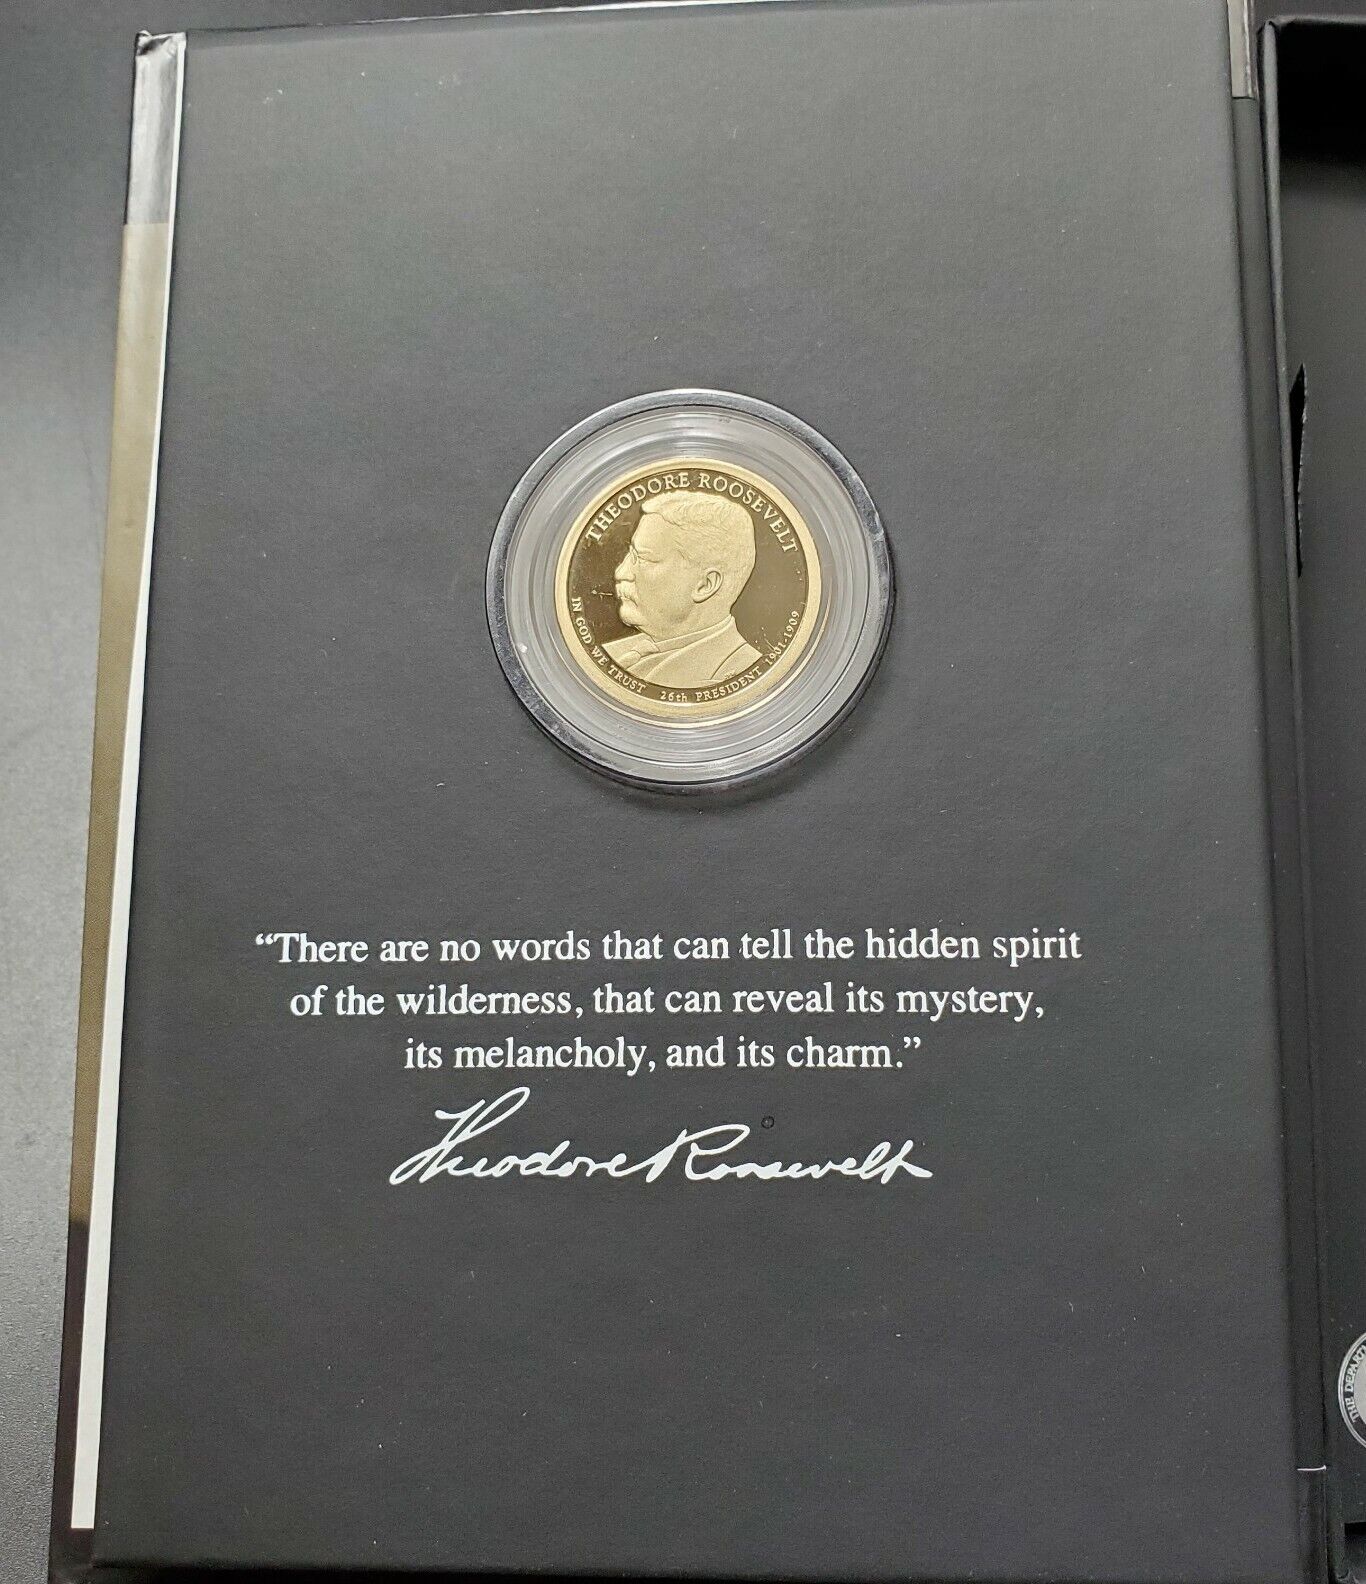 THEODORE ROOSEVELT
IN GOD WE TRUST 26th PRESIDENT 1901-1909
“There are no words that can tell the hidden spirit
of the wilderness, that can reveal its mystery,
its melancholy, and its charm.”
Theodore Roosevelt
THE